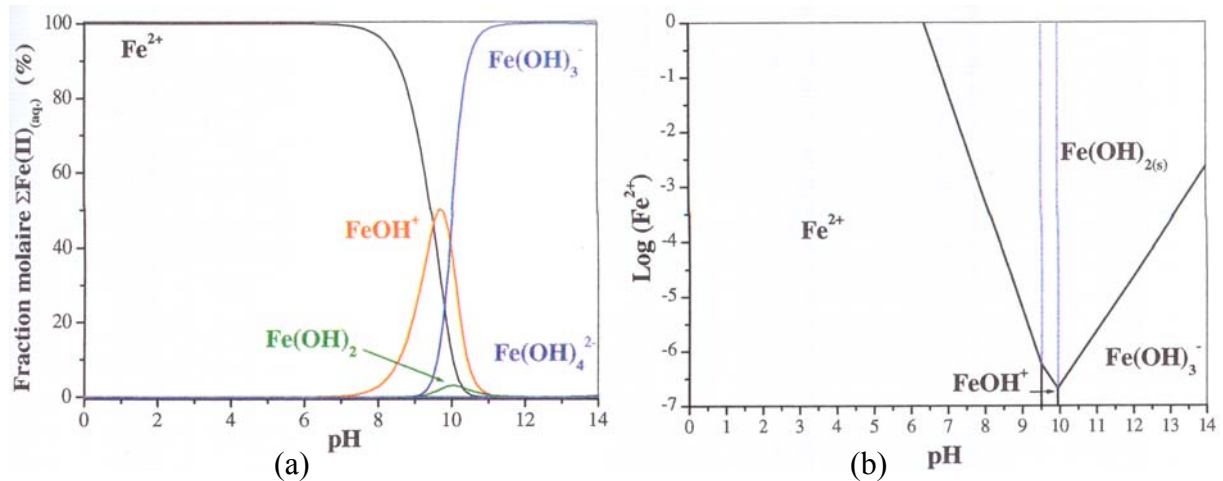 Fraction molaire ΣFe(II)(aq.) (%)
100
80
60
40
20
0
Fe2+
Fe(OH)3-
FeOH+
Fe(OH)2
Fe(OH)42-
0 2 4 6 8 10 12 14
pH
(a)
Log (Fe2+)
0
-1
-2
-3
-4
-5
-6
-7
Fe(OH)2(s)
Fe2+
FeOH+
Fe(OH)3-
0 1 2 3 4 5 6 7 8 9 10 11 12 13 14
pH
(b)